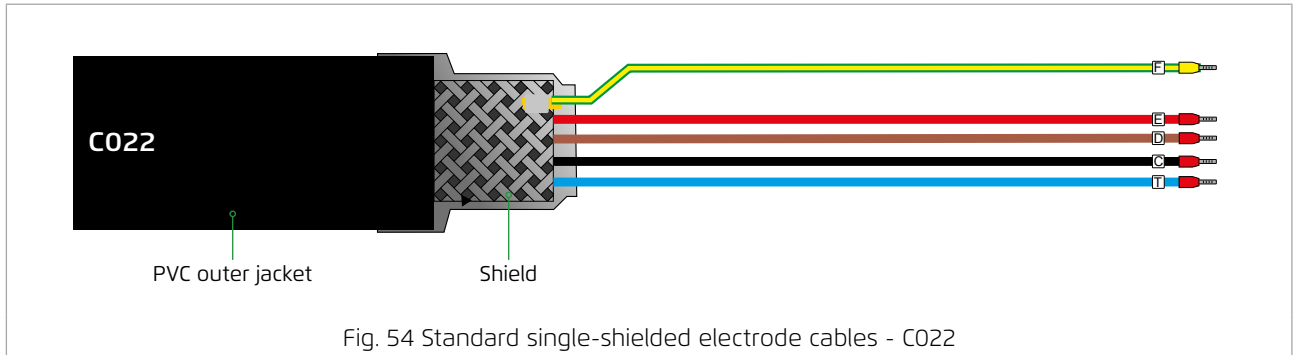 F
E
D
C
T
C022
PVC outer jacket
Shield
Fig. 54 Standard single-shielded electrode cables - C022